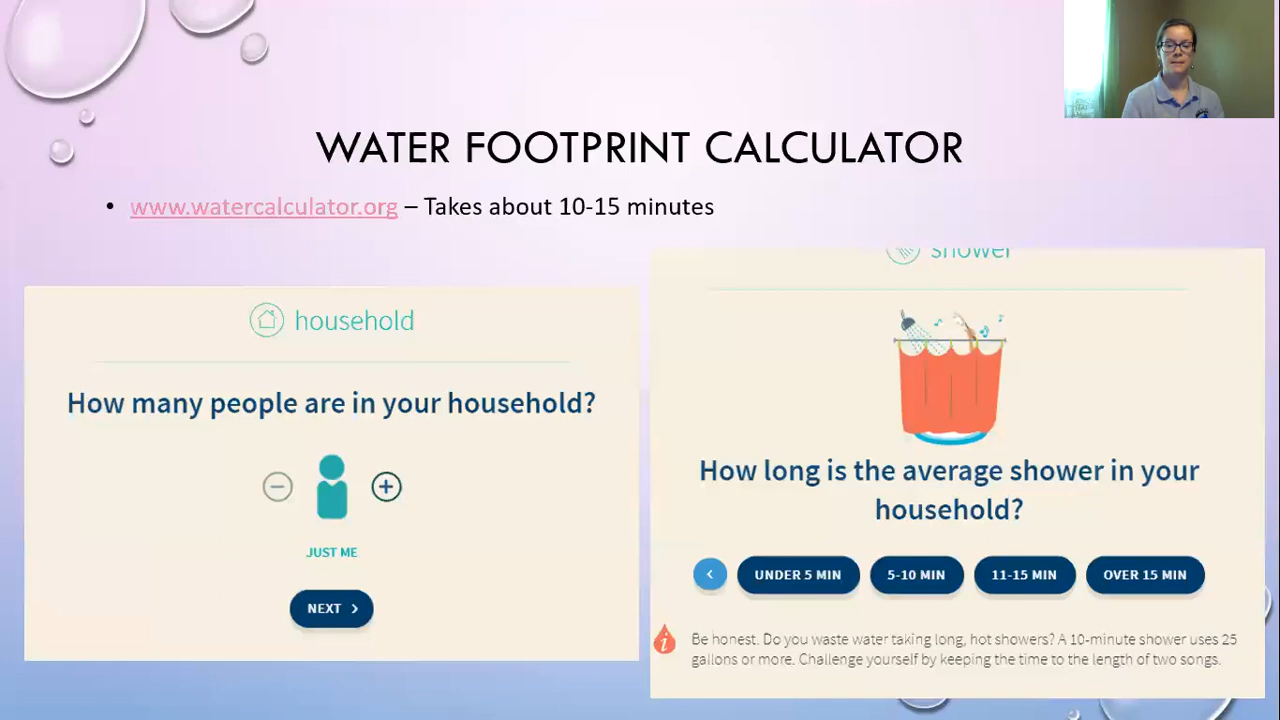 WATER FOOTPRINT CALCULATOR
• www.watercalculator.org – Takes about 10-15 minutes
household
How many people are in your household?
JUST ME
NEXT >
shower
How long is the average shower in your
household?
< UNDER 5 MIN 5-10 MIN 11-15 MIN OVER 15 MIN
Be honest. Do you waste water taking long, hot showers? A 10-minute shower uses 25
gallons or more. Challenge yourself by keeping the time to the length of two songs.